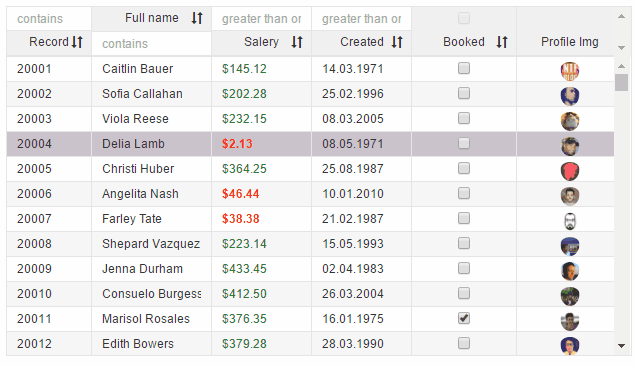 contains Full name greater than or greater than or
Record contains Salery Created Booked Profile Img
20001 Caitlin Bauer $145.12 14.03.1971
20002 Sofia Callahan $202.28 25.02.1996
20003 Viola Reese $232.15 08.03.2005
20004 Delia Lamb $2.13 08.05.1971
20005 Christi Huber $364.25 25.08.1987
20006 Angelita Nash $46.44 10.01.2010
20007 Farley Tate $38.38 21.02.1987
20008 Shepard Vazquez $223.14 15.05.1993
20009 Jenna Durham $433.45 02.04.1983
20010 Consuelo Burgess $412.50 26.03.2004
20011 Marisol Rosales $376.35 16.01.1975
20012 Edith Bowers $379.28 28.03.1990